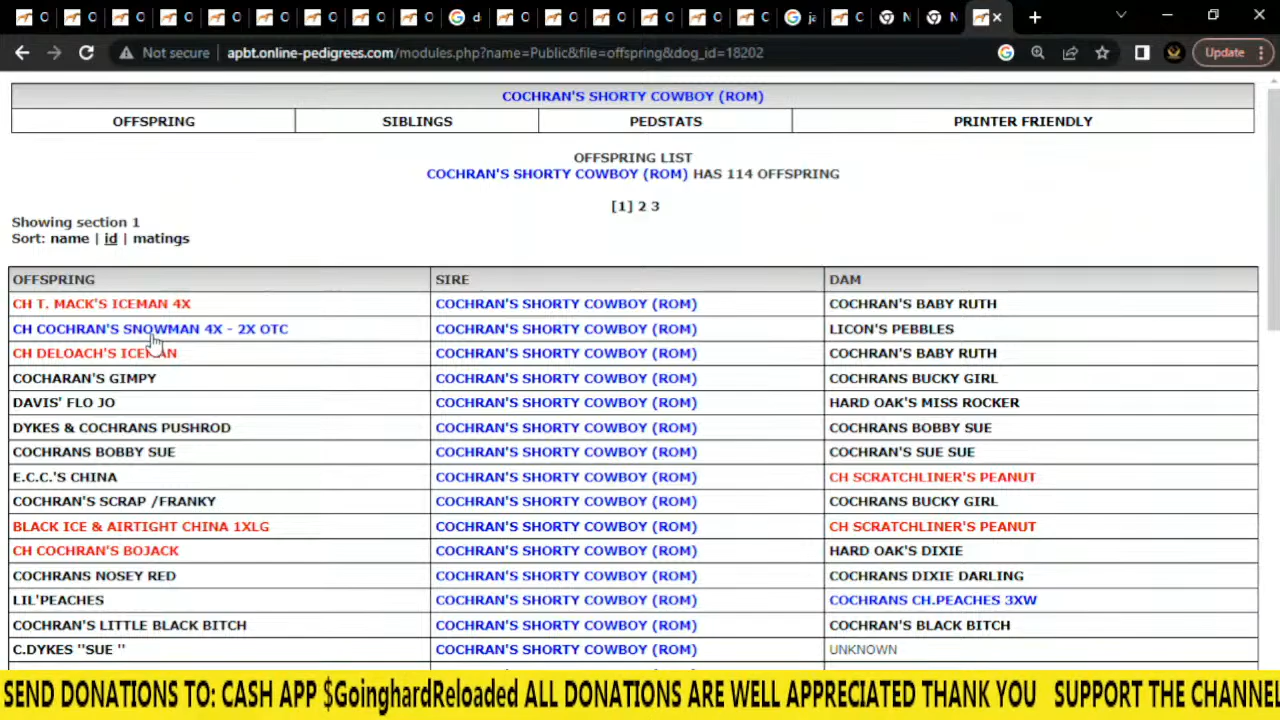 Not secure | apbt.online-pedigrees.com/modules.php?name=Public&file=offspring&dog_id=18202 Update
COCHRAN'S SHORTY COWBOY (ROM)
OFFSPRING SIBLINGS PEDSTATS PRINTER FRIENDLY
OFFSPRING LIST
COCHRAN'S SHORTY COWBOY (ROM) HAS 114 OFFSPRING
[1] 2 3
Showing section 1
Sort: name | id | matings
OFFSPRING SIRE DAM
CH T. MACK'S ICEMAN 4X COCHRAN'S SHORTY COWBOY (ROM) COCHRAN'S BABY RUTH
CH COCHRAN'S SNOWMAN 4X - 2X OTC COCHRAN'S SHORTY COWBOY (ROM) LICON'S PEBBLES
CH DELOACH'S ICEMAN COCHRAN'S SHORTY COWBOY (ROM) COCHRAN'S BABY RUTH
COCHARAN'S GIMPY COCHRAN'S SHORTY COWBOY (ROM) COCHRANS BUCKY GIRL
DAVIS' FLO JO COCHRAN'S SHORTY COWBOY (ROM) HARD OAK'S MISS ROCKER
DYKES & COCHRANS PUSHROD COCHRAN'S SHORTY COWBOY (ROM) COCHRANS BOBBY SUE
COCHRANS BOBBY SUE COCHRAN'S SHORTY COWBOY (ROM) COCHRAN'S SUE SUE
E.C.C.'S CHINA COCHRAN'S SHORTY COWBOY (ROM) CH SCRATCHLINER'S PEANUT
COCHRAN'S SCRAP /FRANKY COCHRAN'S SHORTY COWBOY (ROM) COCHRANS BUCKY GIRL
BLACK ICE & AIRTIGHT CHINA 1XLG COCHRAN'S SHORTY COWBOY (ROM) CH SCRATCHLINER'S PEANUT
CH COCHRAN'S BOJACK COCHRAN'S SHORTY COWBOY (ROM) HARD OAK'S DIXIE
COCHRANS NOSEY RED COCHRAN'S SHORTY COWBOY (ROM) COCHRANS DIXIE DARLING
LIL'PEACHES COCHRAN'S SHORTY COWBOY (ROM) COCHRANS CH.PEACHES 3XW
COCHRAN'S LITTLE BLACK BITCH COCHRAN'S SHORTY COWBOY (ROM) COCHRAN'S BLACK BITCH
C.DYKES "SUE " COCHRAN'S SHORTY COWBOY (ROM) UNKNOWN
SEND DONATIONS TO: CASH APP $GoinghardReloaded ALL DONATIONS ARE WELL APPRECIATED THANK YOU SUPPORT THE CHANNEL